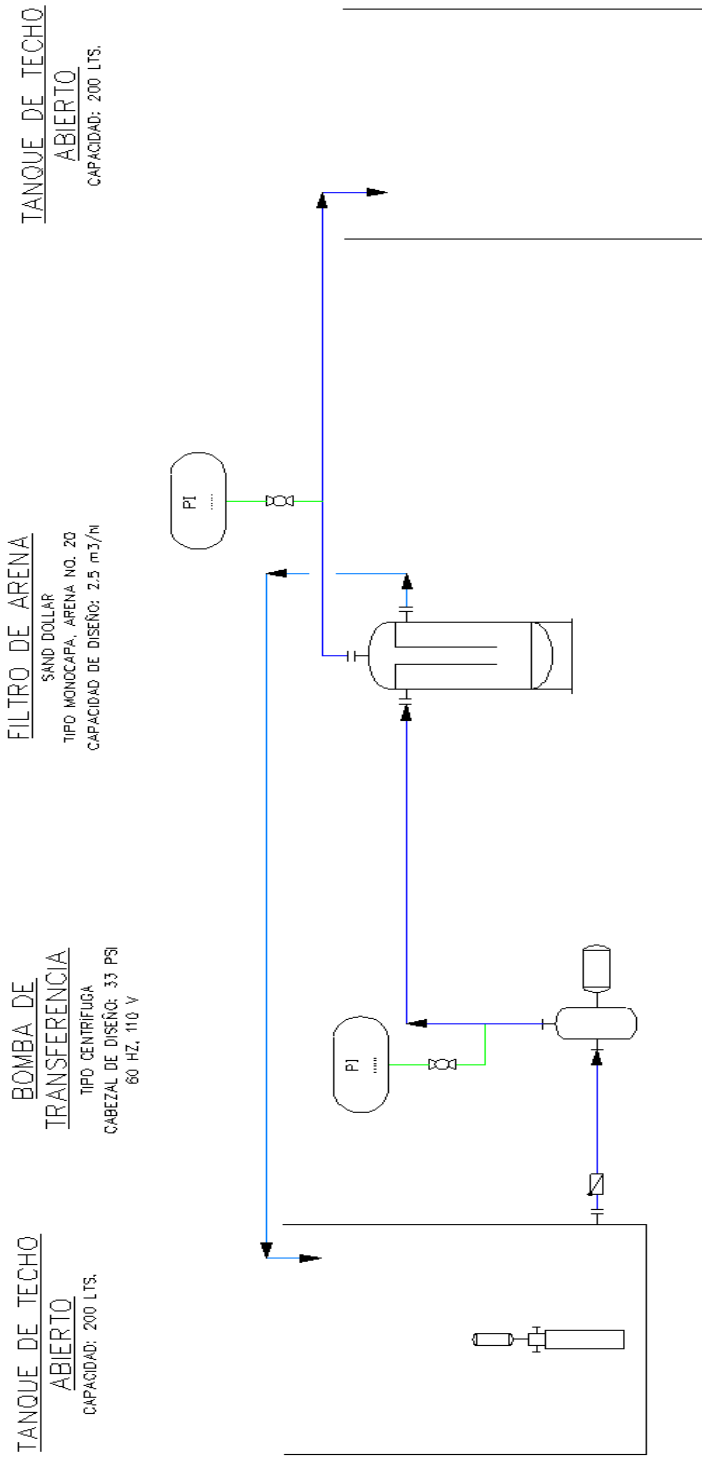 TANQUE DE TECHO
ABIERTO
CAPACIDAD: 200 LTS.
BOMBA DE
TRANSFERENCIA
TIPO CENTRÍFUGA
CABEZAL DE DISEÑO: 33 PSI
60 HZ, 110 V
FILTRO DE ARENA
SAND DOLLAR
TIPO MONOCAPA, ARENA NO. 20
CAPACIDAD DE DISEÑO: 2.5 m3/hl
TANQUE DE TECHO
ABIERTO
CAPACIDAD: 200 LTS.
PI
PI